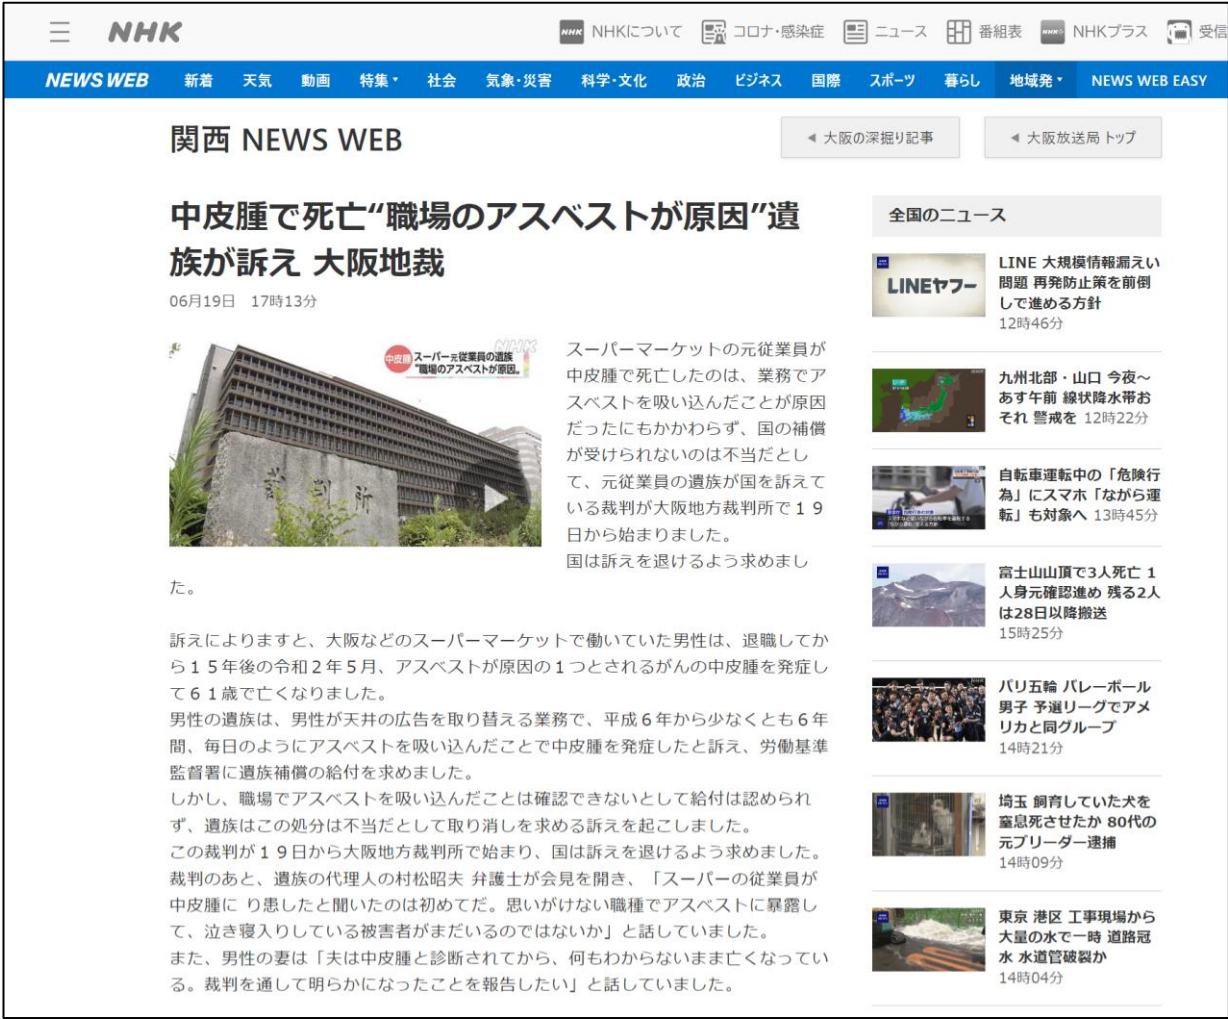 NHK
NHKについて
コロナ・感染症
ニュース
番組表
NHKプラス
受信
NEWS WEB
新着
天気
動画
特集
社会
気象・災害
科学・文化
政治
ビジネス
国際
スポーツ
暮らし
地域発
NEWS WEB EASY
関西 NEWS WEB
◀ 大阪の深掘り記事
◀ 大阪放送局 トップ
中皮腫で死亡“職場のアスベストが原因”遺
族が訴え 大阪地裁
06月19日 17時13分
NHK
中皮腫
スーパー元従業員の遺族
“職場のアスベストが原因”
裁判所
スーパーマーケットの元従業員が
中皮腫で死亡したのは、業務でア
スベストを吸い込んだことが原因
だったにもかかわらず、国の補償
が受けられないのは不当だとし
て、元従業員の遺族が国を訴えて
いる裁判が大阪地方裁判所で１９
日から始まりました。
国は訴えを退けるよう求めまし
た。
訴えによりますと、大阪などのスーパーマーケットで働いていた男性は、退職してか
ら１５年後の令和２年５月、アスベストが原因の１つとされるがんの中皮腫を発症し
て６１歳で亡くなりました。
男性の遺族は、男性が天井の広告を取り替える業務で、平成６年から少なくとも６年
間、毎日のようにアスベストを吸い込んだことで中皮腫を発症したと訴え、労働基準
監督署に遺族補償の給付を求めました。
しかし、職場でアスベストを吸い込んだことは確認できないとして給付は認められ
ず、遺族はこの処分は不当だとして取り消しを求める訴えを起こしました。
この裁判が１９日から大阪地方裁判所で始まり、国は訴えを退けるよう求めました。
裁判のあと、遺族の代理人の村松昭夫 弁護士が会見を開き、「スーパーの従業員が
中皮腫に り患したと聞いたのは初めてだ。思いがけない職種でアスベストに暴露し
て、泣き寝入りしている被害者がまだいるのではないか」と話していました。
また、男性の妻は「夫は中皮腫と診断されてから、何もわからないまま亡くなってい
る。裁判を通して明らかになったことを報告したい」と話していました。
全国のニュース
LINEヤフー
LINE 大規模情報漏えい
問題 再発防止策を前倒
しで進める方針
12時46分
九州北部・山口 今夜～
あす午前 線状降水帯お
それ 警戒を 12時22分
自転車運転中の「危険行
為」にスマホ「ながら運
転」も対象へ 13時45分
富士山山頂で3人死亡 1
人身元確認進め 残る2人
は28日以降搬送
15時25分
パリ五輪 バレーボール
男子 予選リーグでアメ
リカと同グループ
14時21分
埼玉 飼育していた犬を
窒息死させたか 80代の
元ブリーダー逮捕
14時09分
東京 港区 工事現場から
大量の水で一時 道路冠
水 水道管破裂か
14時04分